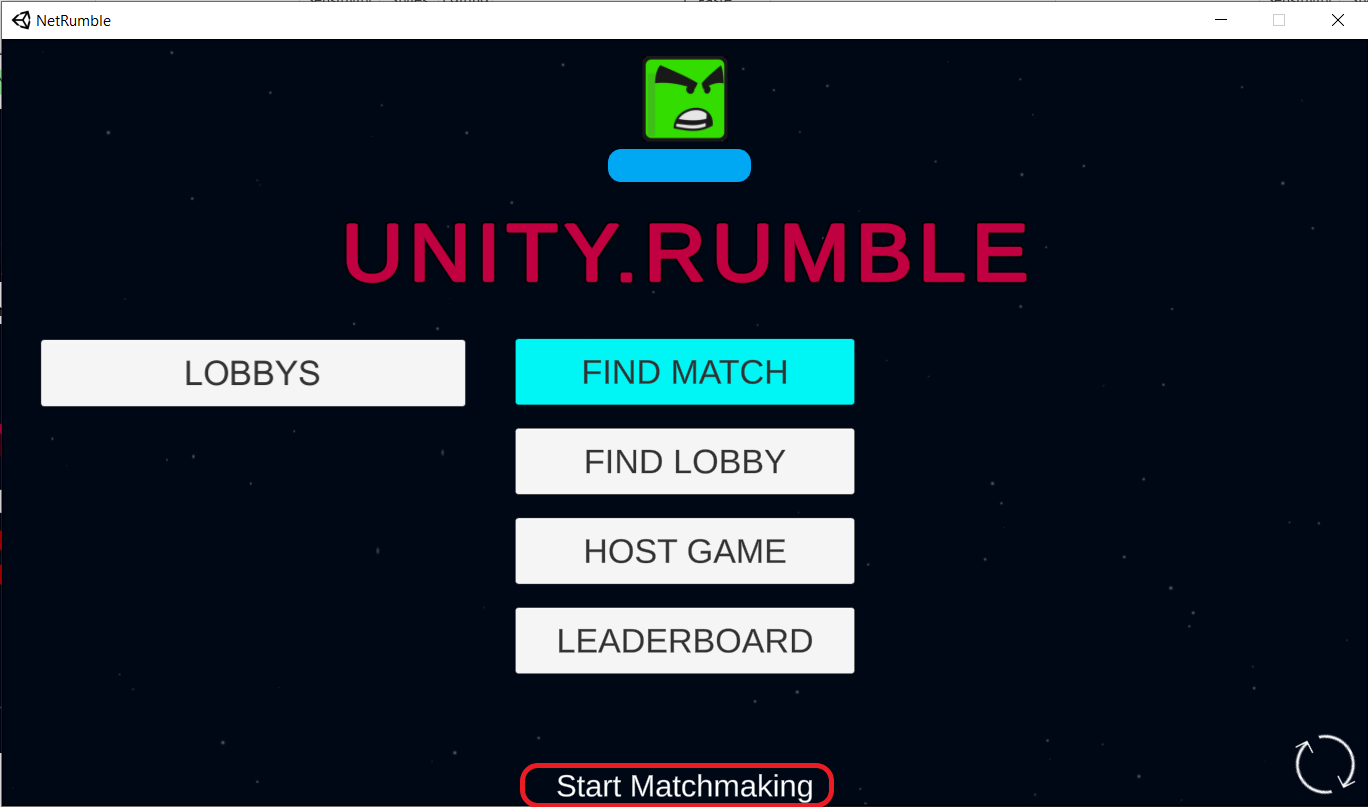 NetRumble
UNITY.RUMBLE
LOBBYS
FIND MATCH
FIND LOBBY
HOST GAME
LEADERBOARD
Start Matchmaking